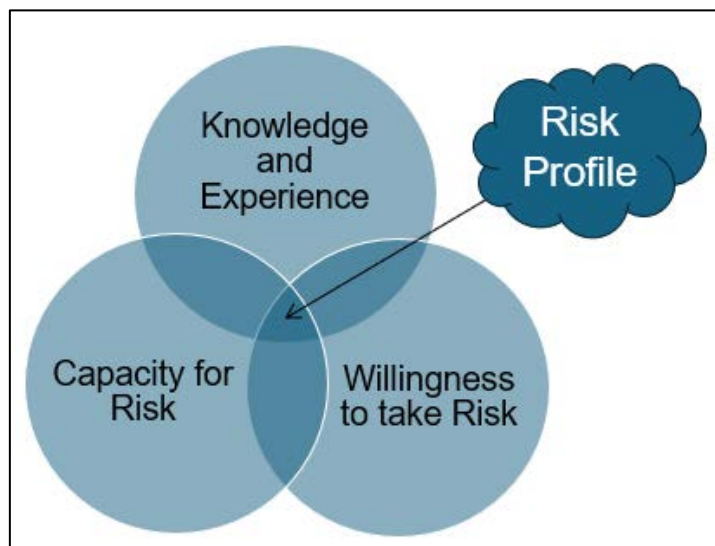 Knowledge
and
Experience
Risk
Profile
Capacity for
Risk
Willingness
to take Risk